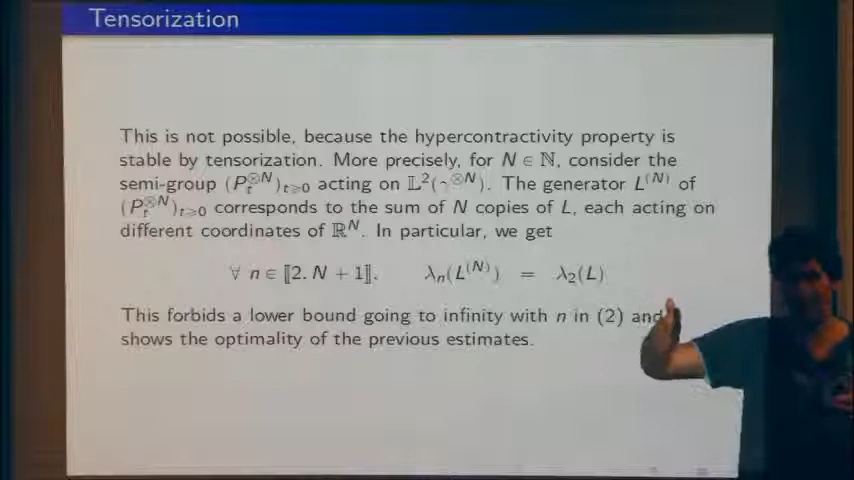 Tensorization
This is not possible, because the hypercontractivity property is
stable by tensorization. More precisely, for N ∈ ℕ, consider the
semi-group (P_t^{⊗N})_{t⩾0} acting on 𝕃²(γ^{⊗N}). The generator L^{(N)} of
(P_t^{⊗N})_{t⩾0} corresponds to the sum of N copies of L, each acting on
different coordinates of ℝ^N. In particular, we get
∀ n ∈ ⟦2, N + 1⟧, λ_n(L^{(N)}) = λ_2(L)
This forbids a lower bound going to infinity with n in (2) and
shows the optimality of the previous estimates.